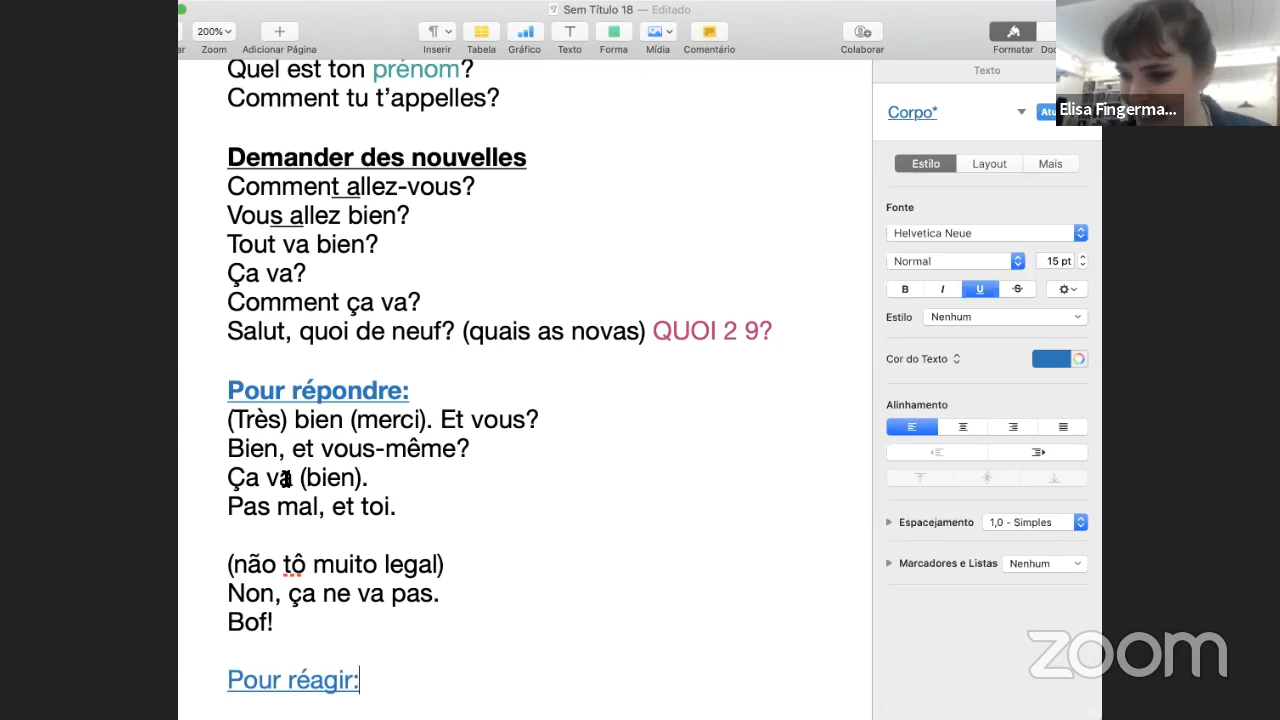 Sem Título 18 — Editado
200%
Zoom
Adicionar Página
Inserir
Tabela
Gráfico
Texto
Forma
Mídia
Comentário
Colaborar
Formatar
Quel est ton prénom?
Comment tu t’appelles?
Demander des nouvelles
Comment allez-vous?
Vous allez bien?
Tout va bien?
Ça va?
Comment ça va?
Salut, quoi de neuf? (quais as novas) QUOI 2 9?
Pour répondre:
(Très) bien (merci). Et vous?
Bien, et vous-même?
Ça va (bien).
Pas mal, et toi.
(não tô muito legal)
Non, ça ne va pas.
Bof!
Pour réagir:
Texto
Corpo*
Elisa Fingerma...
Estilo
Layout
Mais
Fonte
Helvetica Neue
Normal
15 pt
B I U S
Estilo
Nenhum
Cor do Texto
Alinhamento
Espaçejamento
1,0 - Simples
Marcadores e Listas
Nenhum
zoom